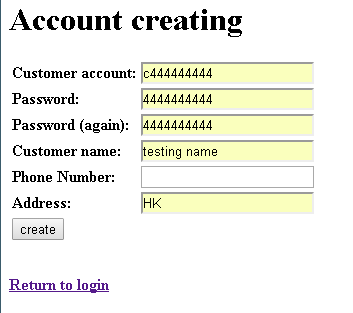 Account creating
Customer account: c444444444
Password: 4444444444
Password (again): 4444444444
Customer name: testing name
Phone Number:
Address: HK
create
Return to login